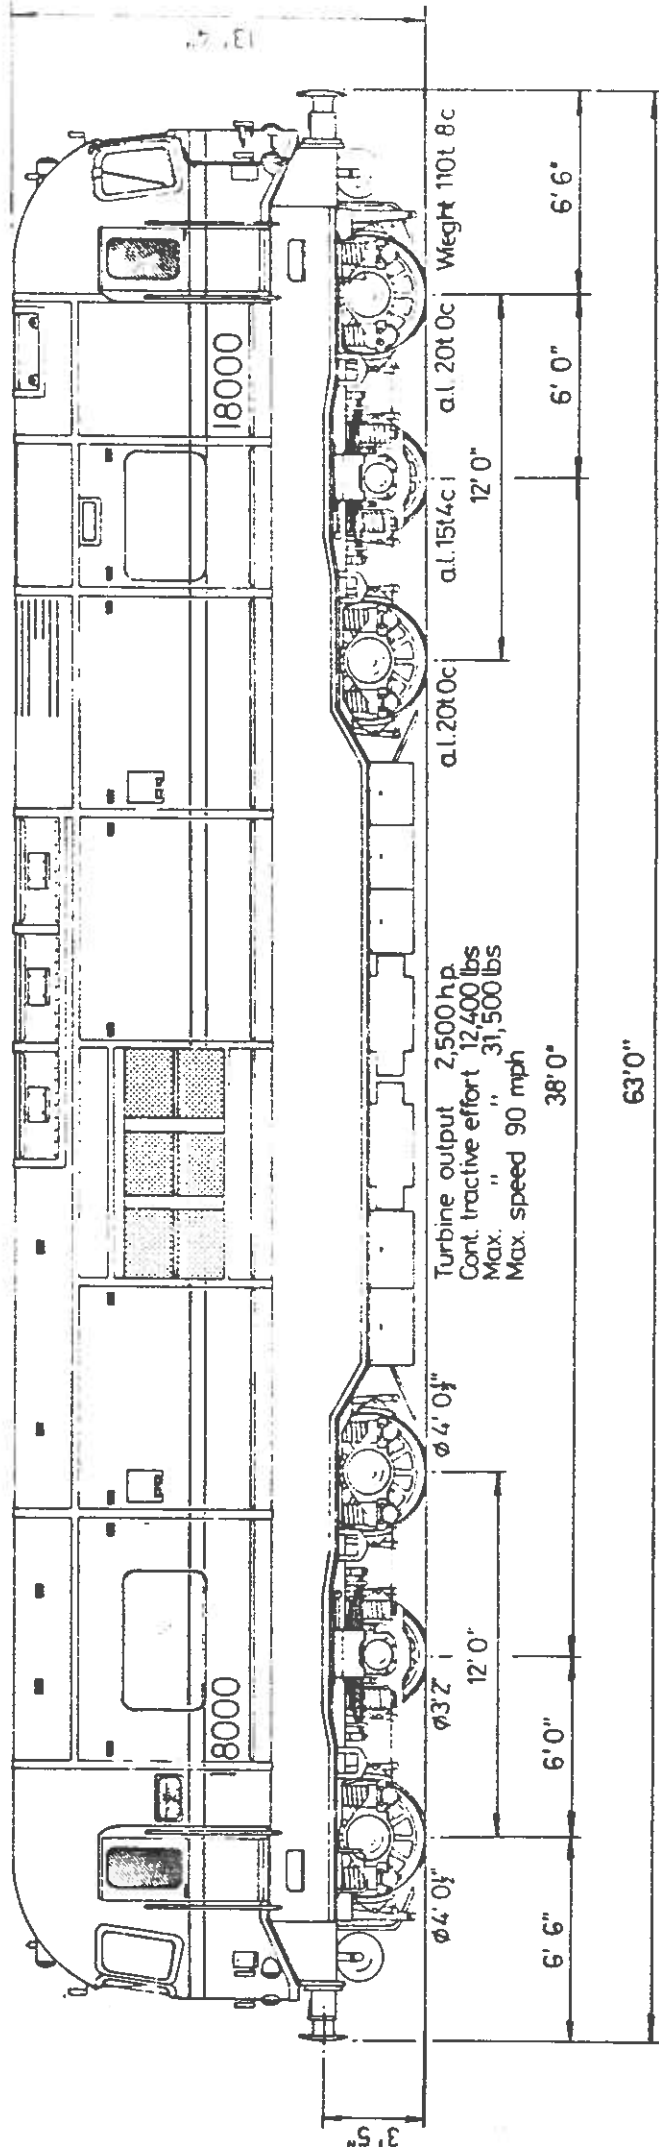 13' 4"
18000
18000
3' 5"
ø 4' 0½"
ø3'2"
ø 4' 0½"
a.l. 20t 0c
a.l. 15t 4c
a.l. 20t 0c
Wieght 110t 8c
12' 0"
12' 0"
Turbine output 2,500 h.p.
Cont. tractive effort 12,400 lbs
Max. " " 31,500 lbs
Max. speed 90 mph
6' 6"
6' 0"
38' 0"
6' 0"
6' 6"
63' 0"